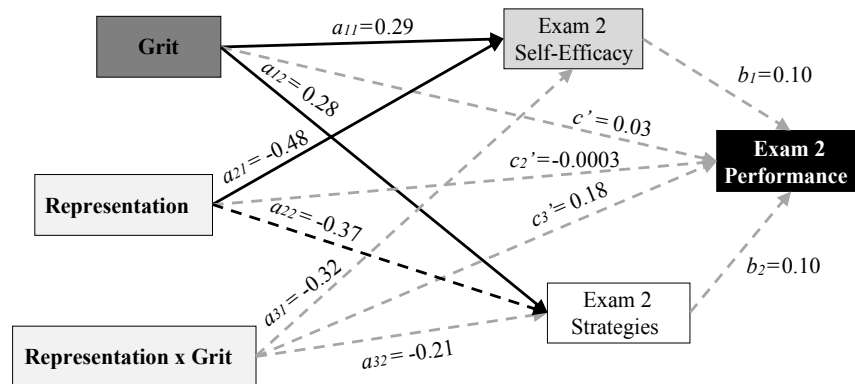 Grit
a11=0.29
Exam 2
Self-Efficacy
a12=0.28
b1=0.10
c'= 0.03
a21= -0.48
c2'=-0.0003
Exam 2
Performance
Representation
a22= -0.37
c3'= 0.18
a31= -0.32
b2=0.10
Exam 2
Strategies
Representation x Grit
a32= -0.21